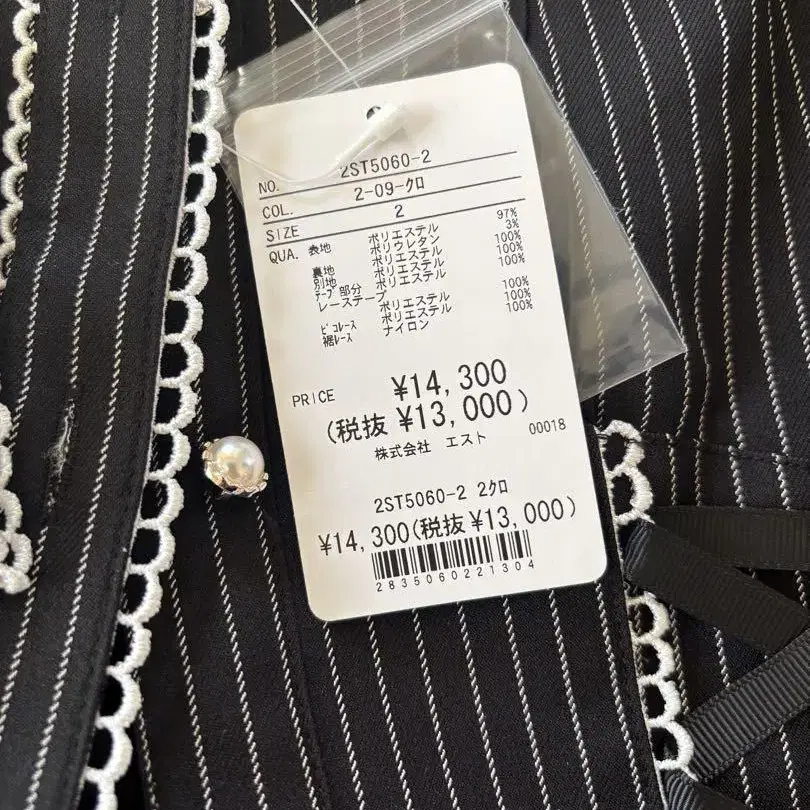 NO. 2ST5060-2
COL. 2-09-クロ
SIZE 2
QUA. 表地 ポリエステル 97%
ポリウレタン 3%
裏地 ポリエステル 100%
別地 ポリエステル 100%
テープ部分 ポリエステル 100%
レーステープ
ポリエステル 100%
ピコレース ポリエステル 100%
裾レース ナイロン 100%
PRICE ¥14,300
(税抜 ¥13,000)
株式会社 エスト 00018
2ST5060-2 2クロ
¥14,300(税抜¥13,000)
2835060221304